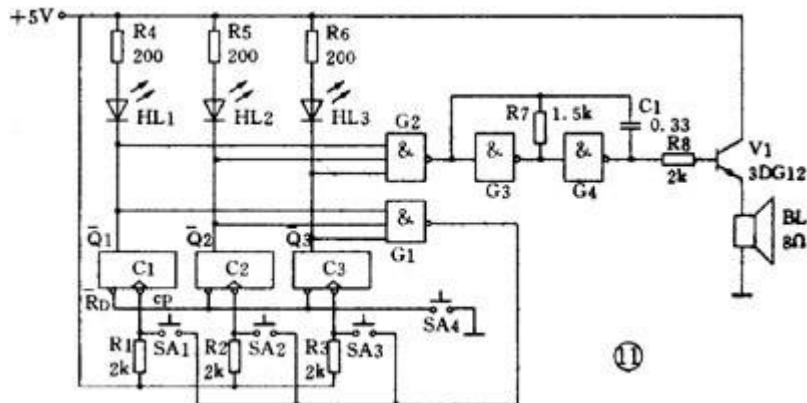 +5V
R4
200
R5
200
R6
200
HL1
HL2
HL3
G2
&
R7
1.5k
C1
0.33
&
G3
&
G4
R8
2k
V1
3DG12
&
G1
BL
8Ω
Q̄1
Q̄2
Q̄3
C1
C2
C3
R̄D
cp
SA4
R1
2k
SA1
R2
2k
SA2
R3
2k
SA3
⑪